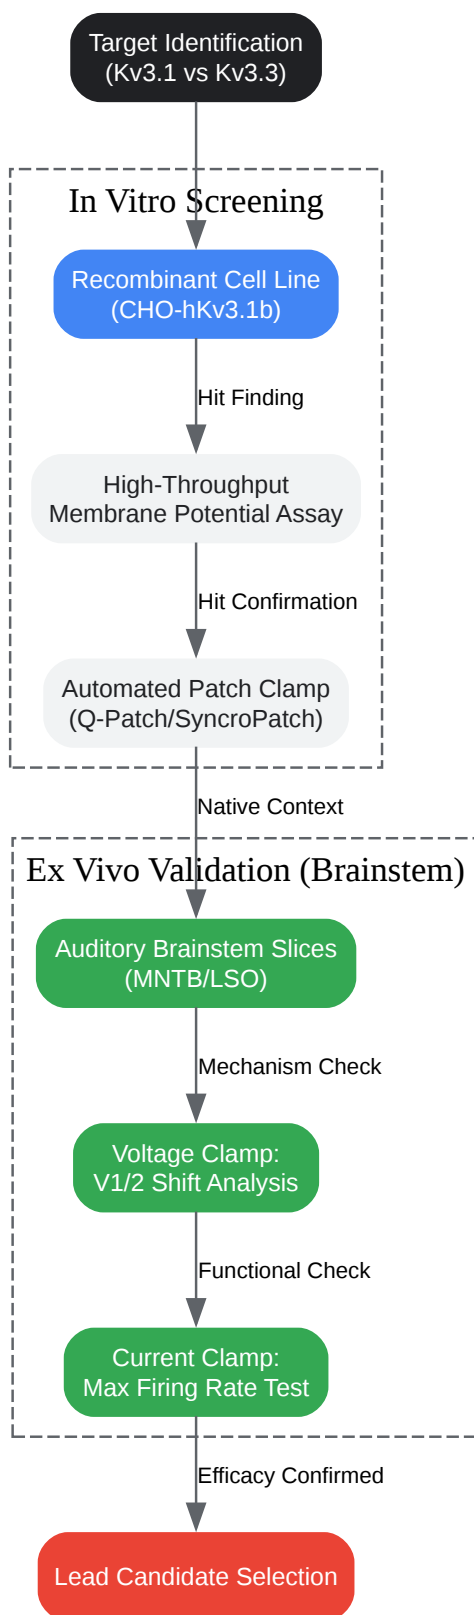 Target Identification
(Kv3.1 vs Kv3.3)
In Vitro Screening
Recombinant Cell Line
(CHO-hKv3.1b)
Hit Finding
High-Throughput
Membrane Potential Assay
Hit Confirmation
Automated Patch Clamp
(Q-Patch/SyncroPatch)
Native Context
Ex Vivo Validation (Brainstem)
Auditory Brainstem Slices
(MNTB/LSO)
Mechanism Check
Voltage Clamp:
V1/2 Shift Analysis
Functional Check
Current Clamp:
Max Firing Rate Test
Efficacy Confirmed
Lead Candidate Selection